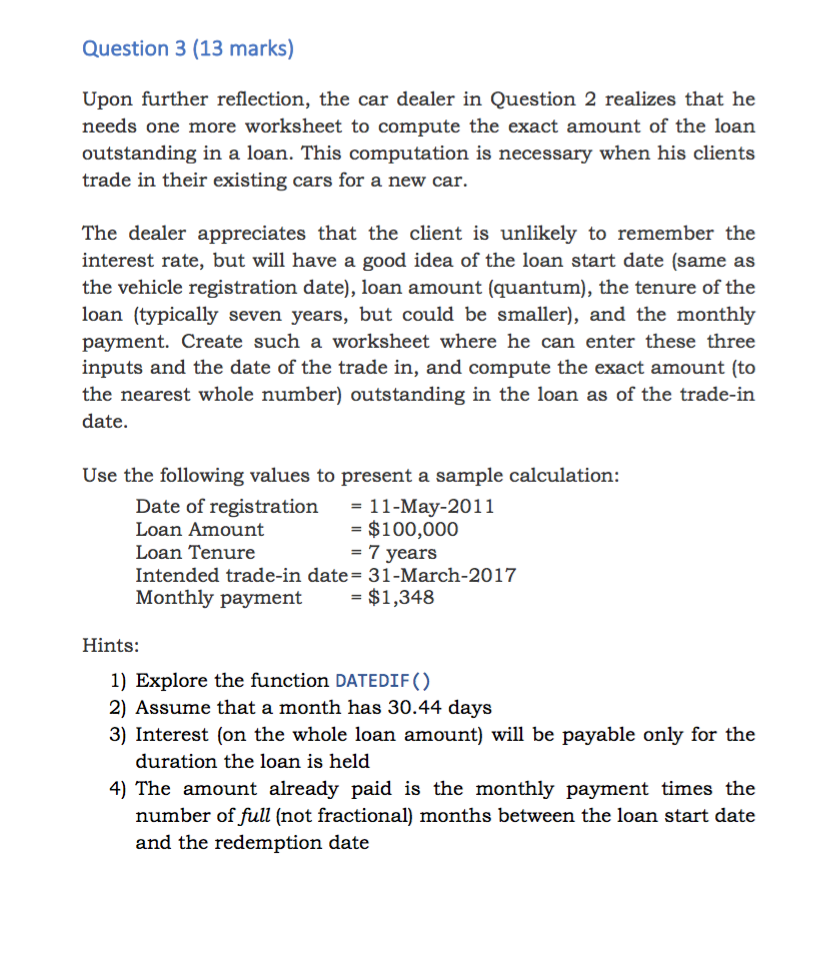 Question 3 (13 marks)
Upon further reflection, the car dealer in Question 2 realizes that he
needs one more worksheet to compute the exact amount of the loan
outstanding in a loan. This computation is necessary when his clients
trade in their existing cars for a new car.
The dealer appreciates that the client is unlikely to remember the
interest rate, but will have a good idea of the loan start date (same as
the vehicle registration date), loan amount (quantum), the tenure of the
loan (typically seven years, but could be smaller), and the monthly
payment. Create such a worksheet where he can enter these three
inputs and the date of the trade in, and compute the exact amount (to
the nearest whole number) outstanding in the loan as of the trade-in
date.
Use the following values to present a sample calculation:
Date of registration = 11-May-2011
Loan Amount = $100,000
Loan Tenure = 7 years
Intended trade-in date= 31-March-2017
Monthly payment = $1,348
Hints:
1) Explore the function DATEDIF()
2) Assume that a month has 30.44 days
3) Interest (on the whole loan amount) will be payable only for the
duration the loan is held
4) The amount already paid is the monthly payment times the
number of full (not fractional) months between the loan start date
and the redemption date